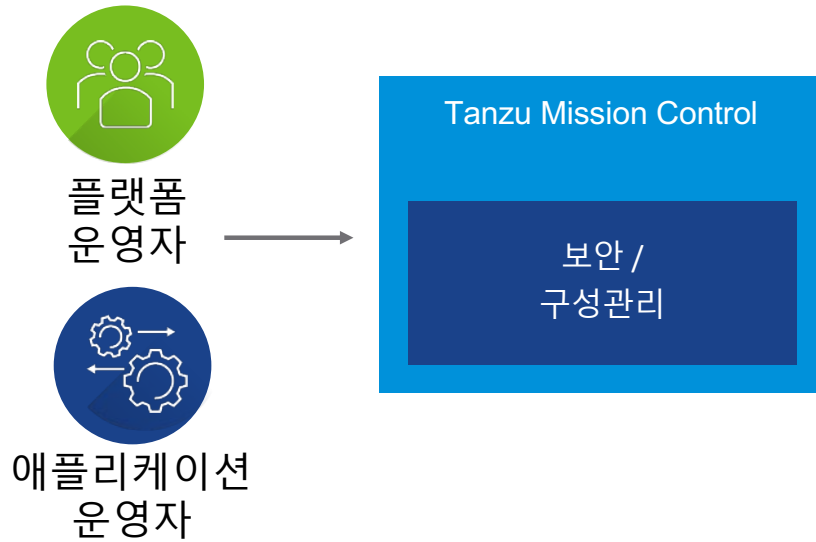 플랫폼
운영자
애플리케이션
운영자
Tanzu Mission Control
보안 /
구성관리